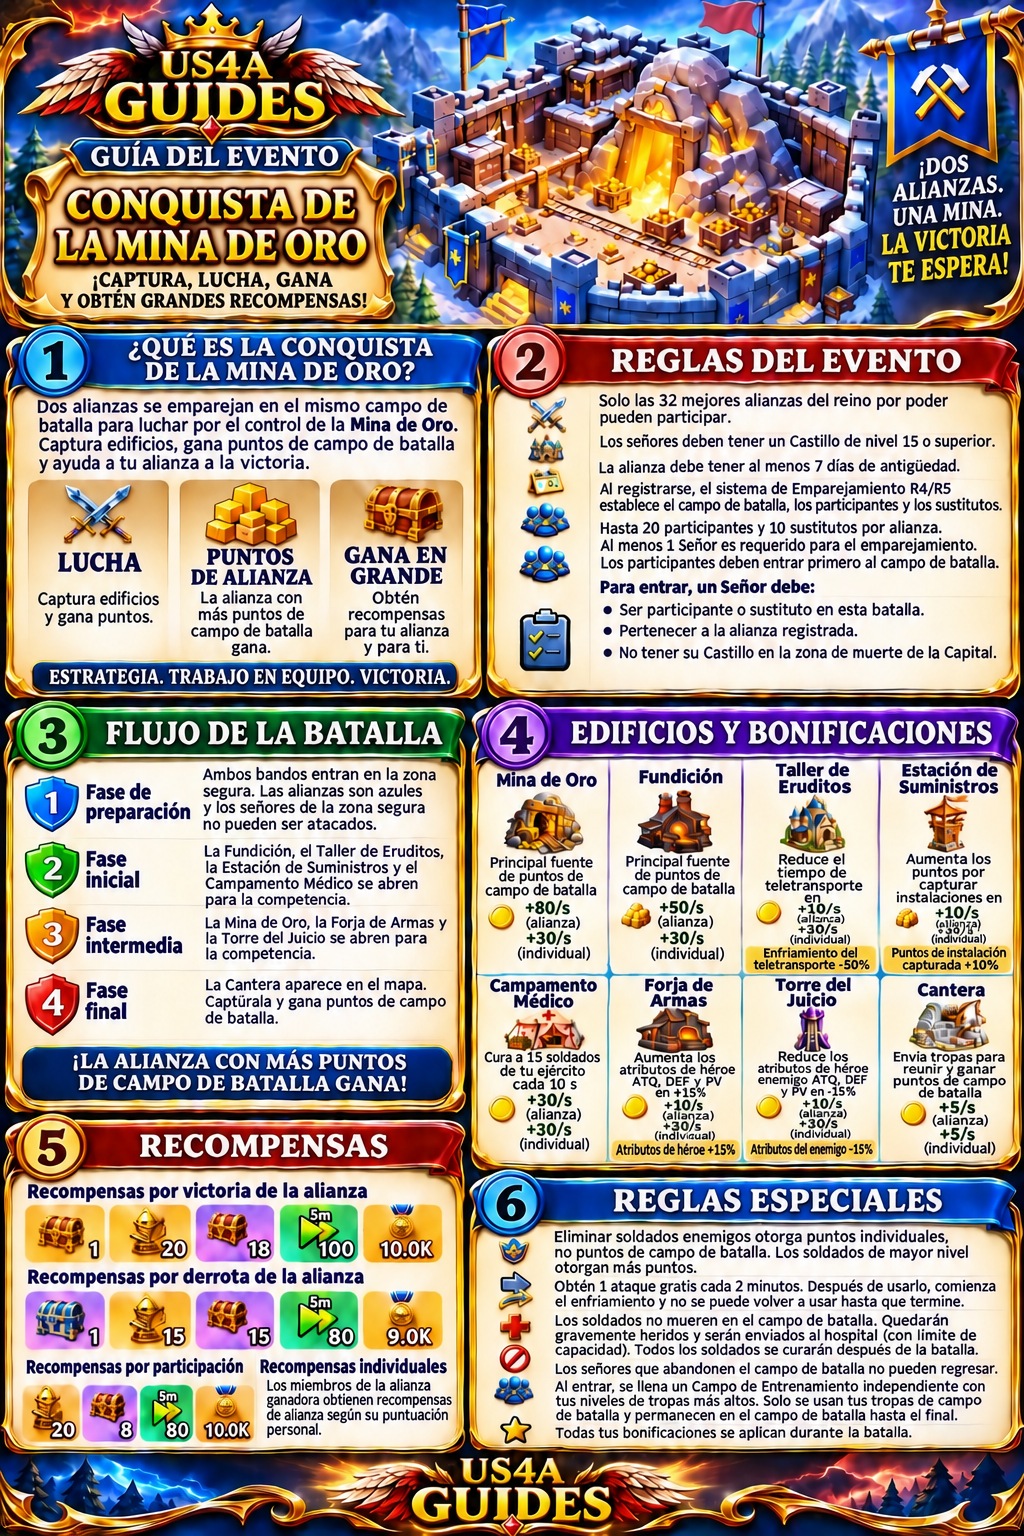 US4A
GUIDES
GUÍA DEL EVENTO
CONQUISTA DE
LA MINA DE ORO
¡CAPTURA, LUCHA, GANA
Y OBTÉN GRANDES RECOMPENSAS!
¡DOS
ALIANZAS.
UNA MINA.
LA VICTORIA
TE ESPERA!
1
¿QUÉ ES LA CONQUISTA
DE LA MINA DE ORO?
Dos alianzas se emparejan en el mismo campo de
batalla para luchar por el control de la Mina de Oro.
Captura edificios, gana puntos de campo de batalla
y ayuda a tu alianza a la victoria.
LUCHA
Captura edificios
y gana puntos.
PUNTOS
DE ALIANZA
La alianza con
más puntos de
campo de batalla
gana.
GANA EN
GRANDE
Obtén
recompensas
para tu alianza
y para ti.
ESTRATEGIA. TRABAJO EN EQUIPO. VICTORIA.
2
REGLAS DEL EVENTO
Solo las 32 mejores alianzas del reino por poder
pueden participar.
Los señores deben tener un Castillo de nivel 15 o superior.
La alianza debe tener al menos 7 días de antigüedad.
Al registrarse, el sistema de Emparejamiento R4/R5
establece el campo de batalla, los participantes y los sustitutos.
Hasta 20 participantes y 10 sustitutos por alianza.
Al menos 1 Señor es requerido para el emparejamiento.
Los participantes deben entrar primero al campo de batalla.
Para entrar, un Señor debe:
• Ser participante o sustituto en esta batalla.
• Pertenecer a la alianza registrada.
• No tener su Castillo en la zona de muerte de la Capital.
3
FLUJO DE LA BATALLA
1
Fase de
preparación
Ambos bandos entran en la zona
segura. Las alianzas son azules
y los señores de la zona segura
no pueden ser atacados.
2
Fase
inicial
La Fundición, el Taller de Eruditos,
la Estación de Suministros y el
Campamento Médico se abren
para la competencia.
3
Fase
intermedia
La Mina de Oro, la Forja de Armas y
la Torre del Juicio se abren para
la competencia.
4
Fase
final
La Cantera aparece en el mapa.
Captúrala y gana puntos de campo
de batalla.
¡LA ALIANZA CON MÁS PUNTOS
DE CAMPO DE BATALLA GANA!
4
EDIFICIOS Y BONIFICACIONES
Mina de Oro
Principal fuente
de puntos de
campo de batalla
+80/s
(alianza)
+30/s
(individual)
Fundición
Principal fuente
de puntos de
campo de batalla
+50/s
(alianza)
+30/s
(individual)
Taller de
Eruditos
Reduce el
tiempo de
teletransporte
en
+10/s
(alianza)
+30/s
(individual)
Enfriamiento del
teletransporte -50%
Estación de
Suministros
Aumenta los
puntos por
capturar
instalaciones en
+10/s
(alianza)
+30/s
(individual)
Puntos de instalación
capturada +10%
Campamento
Médico
Cura a 15 soldados
de tu ejército
cada 10 s
+30/s
(alianza)
+30/s
(individual)
Forja de
Armas
Aumenta los
atributos de héroe
ATQ, DEF y PV
en +15%
+10/s
(alianza)
+30/s
(individual)
Atributos de héroe +15%
Torre del
Juicio
Reduce los
atributos de héroe
enemigo ATQ, DEF
y PV en -15%
+10/s
(alianza)
+30/s
(individual)
Atributos del enemigo -15%
Cantera
Envia tropas para
reunir y ganar
puntos de campo
de batalla
+5/s
(alianza)
+5/s
(individual)
5
RECOMPENSAS
Recompensas por victoria de la alianza
1
20
18
5m
100
10.0K
Recompensas por derrota de la alianza
1
15
15
5m
80
9.0K
Recompensas por participación
20
8
5m
80
10.0K
Recompensas individuales
Los miembros de la alianza
ganadora obtienen recompensas
de alianza según su puntuación
personal.
6
REGLAS ESPECIALES
Eliminar soldados enemigos otorga puntos individuales,
no puntos de campo de batalla. Los soldados de mayor nivel
otorgan más puntos.
Obtén 1 ataque gratis cada 2 minutos. Después de usarlo, comienza
el enfriamiento y no se puede volver a usar hasta que termine.
Los soldados no mueren en el campo de batalla. Quedarán
gravemente heridos y serán enviados al hospital (con límite de
capacidad). Todos los soldados se curarán después de la batalla.
Los señores que abandonen el campo de batalla no pueden regresar.
Al entrar, se llena un Campo de Entrenamiento independiente con
tus niveles de tropas más altos. Solo se usan tus tropas de campo
de batalla y permanecen en el campo de batalla hasta el final.
Todas tus bonificaciones se aplican durante la batalla.
US4A
GUIDES